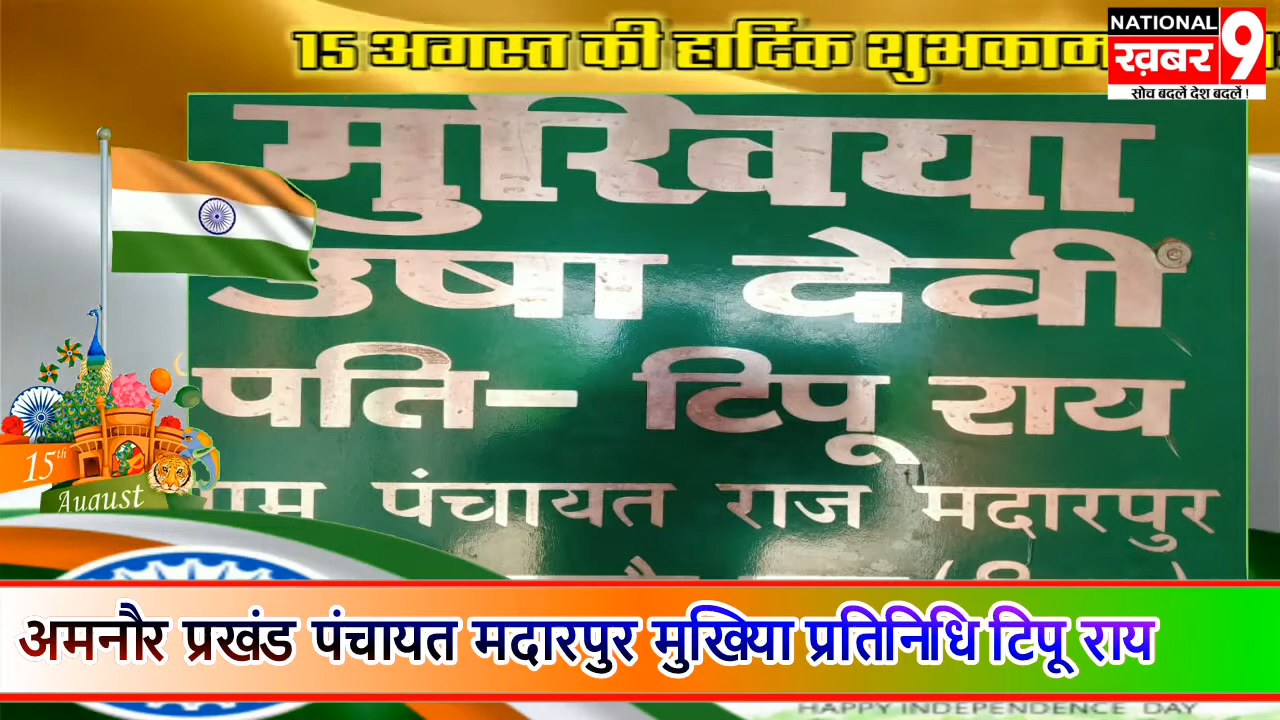 15 अगस्त की हार्दिक
NATIONAL
ख़बर 9
सोच बदलें देश बदलें !
मुखिया
उषा देवी
पति- टिपू राय
ग्राम पंचायत राज मदारपुर
15th
August
अमनौर प्रखंड पंचायत मदारपुर मुखिया प्रतिनिधि टिपू राय
HAPPY INDEPENDENCE DAY